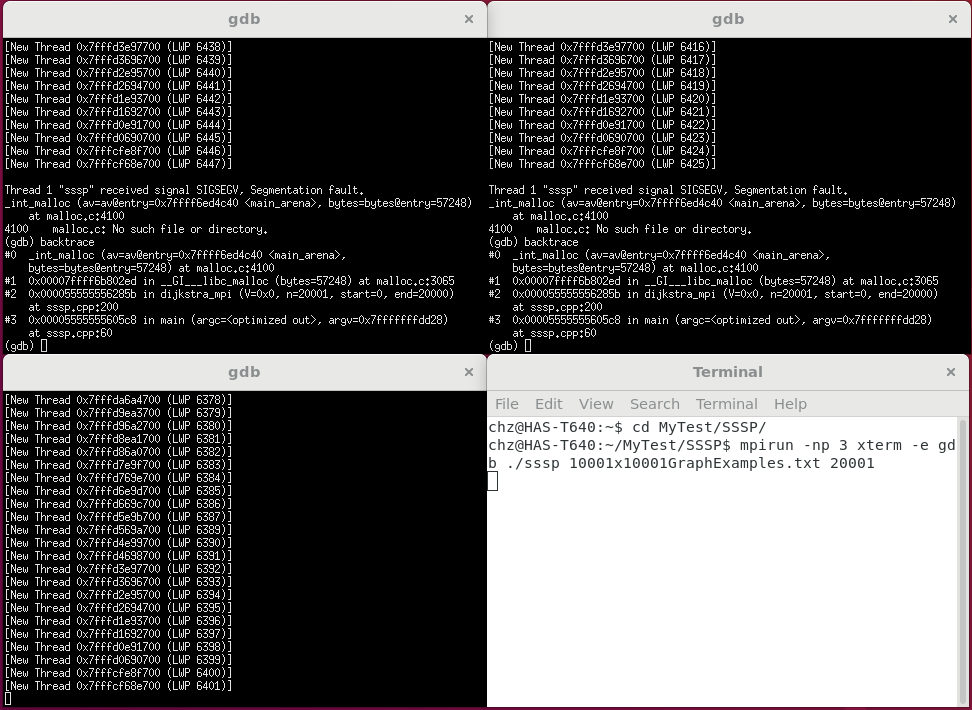 gdb ×
[New Thread 0x7fffd3e97700 (LWP 6438)]
[New Thread 0x7fffd3696700 (LWP 6439)]
[New Thread 0x7fffd2e95700 (LWP 6440)]
[New Thread 0x7fffd2694700 (LWP 6441)]
[New Thread 0x7fffd1e93700 (LWP 6442)]
[New Thread 0x7fffd1692700 (LWP 6443)]
[New Thread 0x7fffd0e91700 (LWP 6444)]
[New Thread 0x7fffd0690700 (LWP 6445)]
[New Thread 0x7fffcfe8f700 (LWP 6446)]
[New Thread 0x7fffcf68e700 (LWP 6447)]
Thread 1 "sssp" received signal SIGSEGV, Segmentation fault.
_int_malloc (av=av@entry=0x7ffff6ed4c40 <main_arena>, bytes=bytes@entry=57248)
at malloc.c:4100
4100 malloc.c: No such file or directory.
(gdb) backtrace
#0 _int_malloc (av=av@entry=0x7ffff6ed4c40 <main_arena>,
bytes=bytes@entry=57248) at malloc.c:4100
#1 0x00007ffff6b802ed in __GI___libc_malloc (bytes=57248) at malloc.c:3065
#2 0x000055555556285b in dijkstra_mpi (V=0x0, n=20001, start=0, end=20000)
at sssp.cpp:200
#3 0x00005555555605c8 in main (argc=<optimized out>, argv=0x7fffffffdd28)
at sssp.cpp:60
(gdb)
gdb ×
[New Thread 0x7fffd3e97700 (LWP 6416)]
[New Thread 0x7fffd3696700 (LWP 6417)]
[New Thread 0x7fffd2e95700 (LWP 6418)]
[New Thread 0x7fffd2694700 (LWP 6419)]
[New Thread 0x7fffd1e93700 (LWP 6420)]
[New Thread 0x7fffd1692700 (LWP 6421)]
[New Thread 0x7fffd0e91700 (LWP 6422)]
[New Thread 0x7fffd0690700 (LWP 6423)]
[New Thread 0x7fffcfe8f700 (LWP 6424)]
[New Thread 0x7fffcf68e700 (LWP 6425)]
Thread 1 "sssp" received signal SIGSEGV, Segmentation fault.
_int_malloc (av=av@entry=0x7ffff6ed4c40 <main_arena>, bytes=bytes@entry=57248)
at malloc.c:4100
4100 malloc.c: No such file or directory.
(gdb) backtrace
#0 _int_malloc (av=av@entry=0x7ffff6ed4c40 <main_arena>,
bytes=bytes@entry=57248) at malloc.c:4100
#1 0x00007ffff6b802ed in __GI___libc_malloc (bytes=57248) at malloc.c:3065
#2 0x000055555556285b in dijkstra_mpi (V=0x0, n=20001, start=0, end=20000)
at sssp.cpp:200
#3 0x00005555555605c8 in main (argc=<optimized out>, argv=0x7fffffffdd28)
at sssp.cpp:60
(gdb)
gdb ×
[New Thread 0x7fffda6a4700 (LWP 6378)]
[New Thread 0x7fffd9ea3700 (LWP 6379)]
[New Thread 0x7fffd96a2700 (LWP 6380)]
[New Thread 0x7fffd8ea1700 (LWP 6381)]
[New Thread 0x7fffd86a0700 (LWP 6382)]
[New Thread 0x7fffd7e9f700 (LWP 6383)]
[New Thread 0x7fffd769e700 (LWP 6384)]
[New Thread 0x7fffd6e9d700 (LWP 6385)]
[New Thread 0x7fffd669c700 (LWP 6386)]
[New Thread 0x7fffd5e9b700 (LWP 6387)]
[New Thread 0x7fffd569a700 (LWP 6389)]
[New Thread 0x7fffd4e99700 (LWP 6390)]
[New Thread 0x7fffd4698700 (LWP 6391)]
[New Thread 0x7fffd3e97700 (LWP 6392)]
[New Thread 0x7fffd3696700 (LWP 6393)]
[New Thread 0x7fffd2e95700 (LWP 6394)]
[New Thread 0x7fffd2694700 (LWP 6395)]
[New Thread 0x7fffd1e93700 (LWP 6396)]
[New Thread 0x7fffd1692700 (LWP 6397)]
[New Thread 0x7fffd0e91700 (LWP 6398)]
[New Thread 0x7fffd0690700 (LWP 6399)]
[New Thread 0x7fffcfe8f700 (LWP 6400)]
[New Thread 0x7fffcf68e700 (LWP 6401)]
Terminal ×
File Edit View Search Terminal Help
chz@HAS-T640:~$ cd MyTest/SSSP/
chz@HAS-T640:~/MyTest/SSSP$ mpirun -np 3 xterm -e gd
b ./sssp 10001x10001GraphExamples.txt 20001